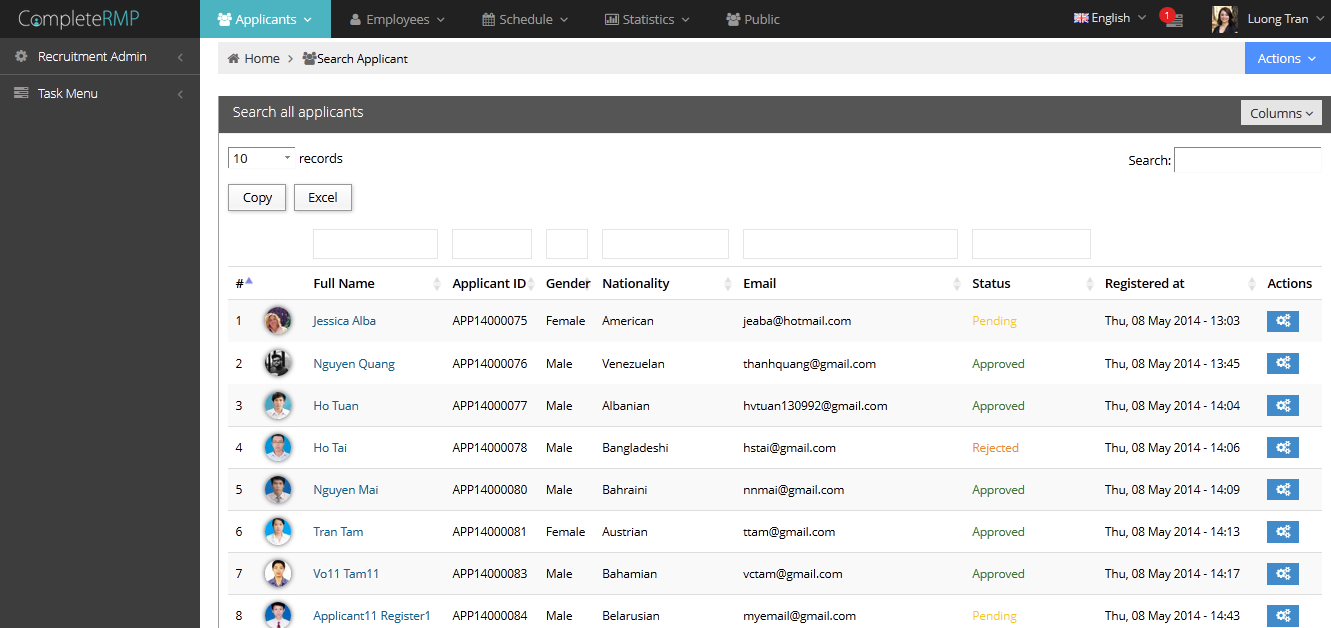 CompleteRMP Applicants Employees Schedule Statistics Public English 1 Luong Tran
Recruitment Admin
Task Menu
Home Search Applicant Actions
Search all applicants Columns
10 records Search:
Copy Excel
# Full Name Applicant ID Gender Nationality Email Status Registered at Actions
1 Jessica Alba APP14000075 Female American jeaba@hotmail.com Pending Thu, 08 May 2014 - 13:03
2 Nguyen Quang APP14000076 Male Venezuelan thanhquang@gmail.com Approved Thu, 08 May 2014 - 13:45
3 Ho Tuan APP14000077 Male Albanian hvtuan130992@gmail.com Approved Thu, 08 May 2014 - 14:04
4 Ho Tai APP14000078 Male Bangladeshi hstai@gmail.com Rejected Thu, 08 May 2014 - 14:06
5 Nguyen Mai APP14000080 Male Bahraini nnmai@gmail.com Approved Thu, 08 May 2014 - 14:09
6 Tran Tam APP14000081 Female Austrian ttam@gmail.com Approved Thu, 08 May 2014 - 14:13
7 Vo11 Tam11 APP14000083 Male Bahamian vctam@gmail.com Approved Thu, 08 May 2014 - 14:17
8 Applicant11 Register1 APP14000084 Male Belarusian myemail@gmail.com Pending Thu, 08 May 2014 - 14:43